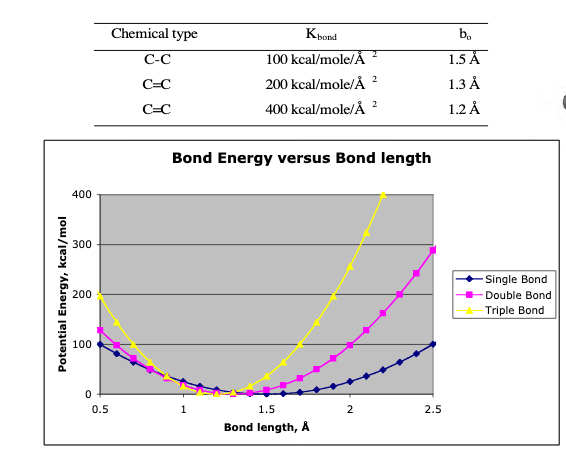 Chemical type K_bond b_o
C-C 100 kcal/mole/Å ² 1.5 Å
C=C 200 kcal/mole/Å ² 1.3 Å
C=C 400 kcal/mole/Å ² 1.2 Å
Bond Energy versus Bond length
Potential Energy, kcal/mol
400
300
200
100
0
0.5 1 1.5 2 2.5
Bond length, Å
Single Bond
Double Bond
Triple Bond